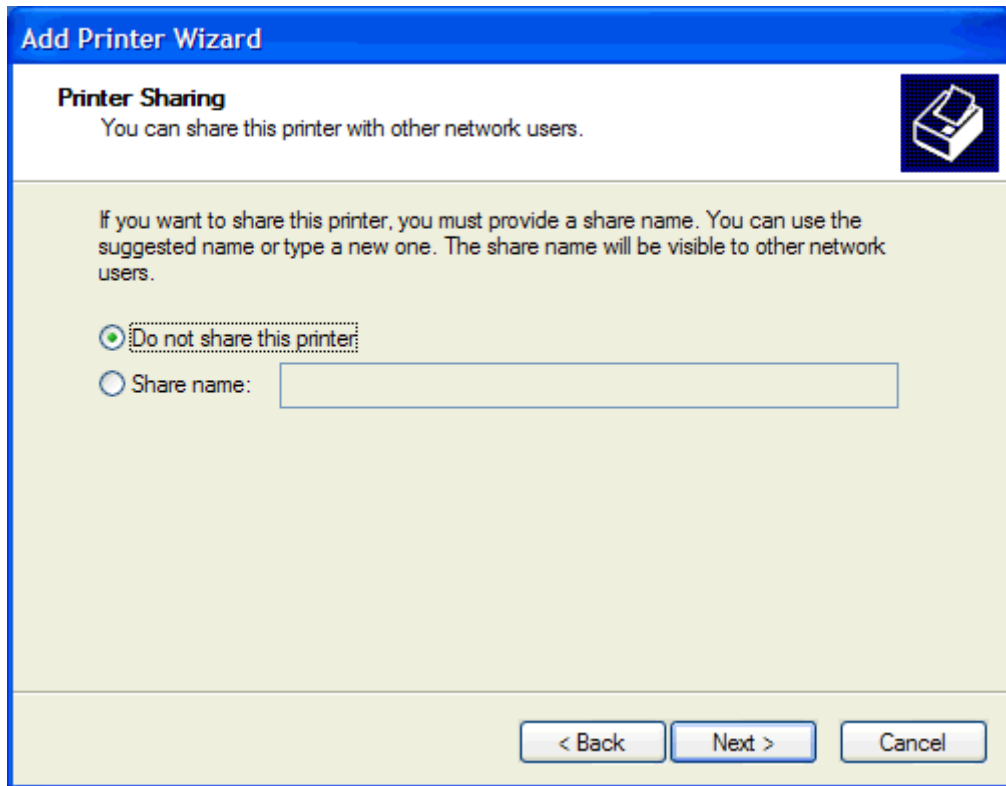 Add Printer Wizard
Printer Sharing
You can share this printer with other network users.
If you want to share this printer, you must provide a share name. You can use the
suggested name or type a new one. The share name will be visible to other network
users.
Do not share this printer
Share name:
< Back
Next >
Cancel